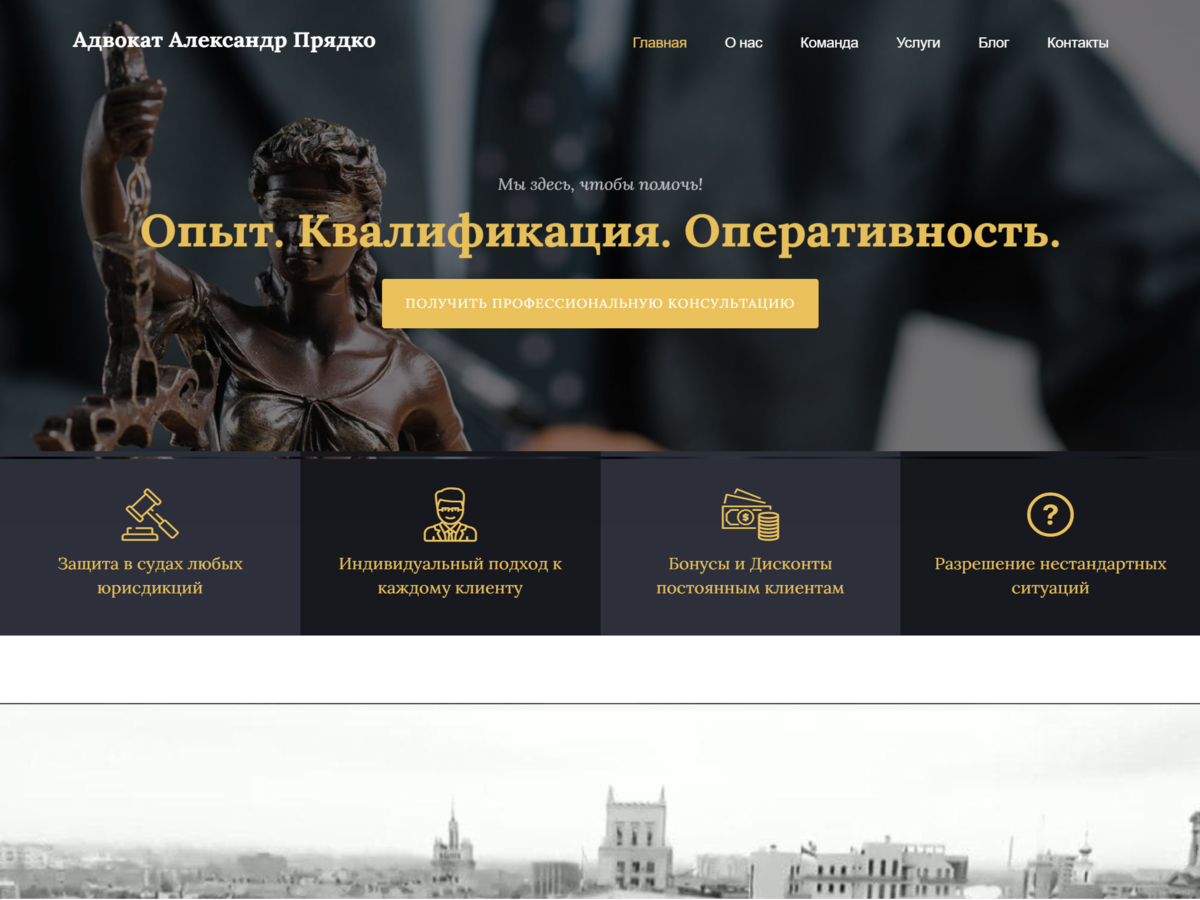 Адвокат Александр Прядко
Главная О нас Команда Услуги Блог Контакты
Мы здесь, чтобы помочь!
Опыт. Квалификация. Оперативность.
ПОЛУЧИТЬ ПРОФЕССИОНАЛЬНУЮ КОНСУЛЬТАЦИЮ
Защита в судах любых
юрисдикций
Индивидуальный подход к
каждому клиенту
Бонусы и Дисконты
постоянным клиентам
Разрешение нестандартных
ситуаций